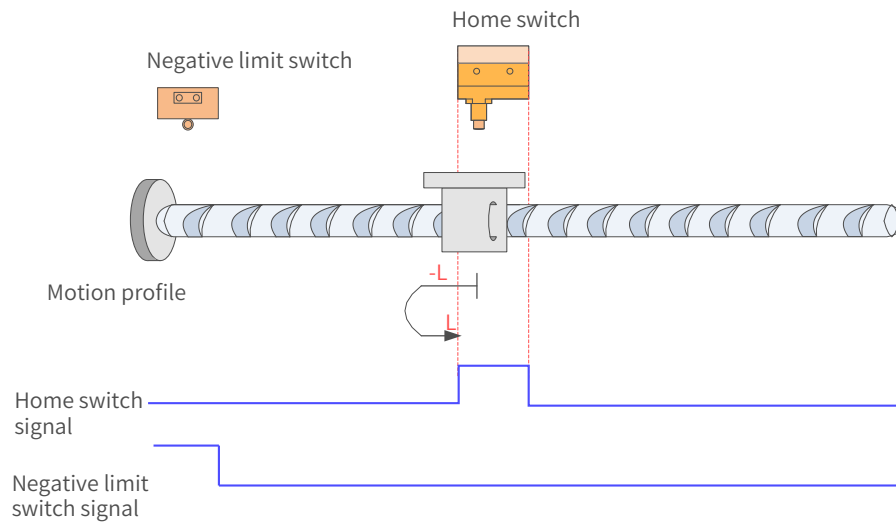 Home switch
Negative limit switch
Motion profile
-L
L
Home switch
signal
Negative limit
switch signal